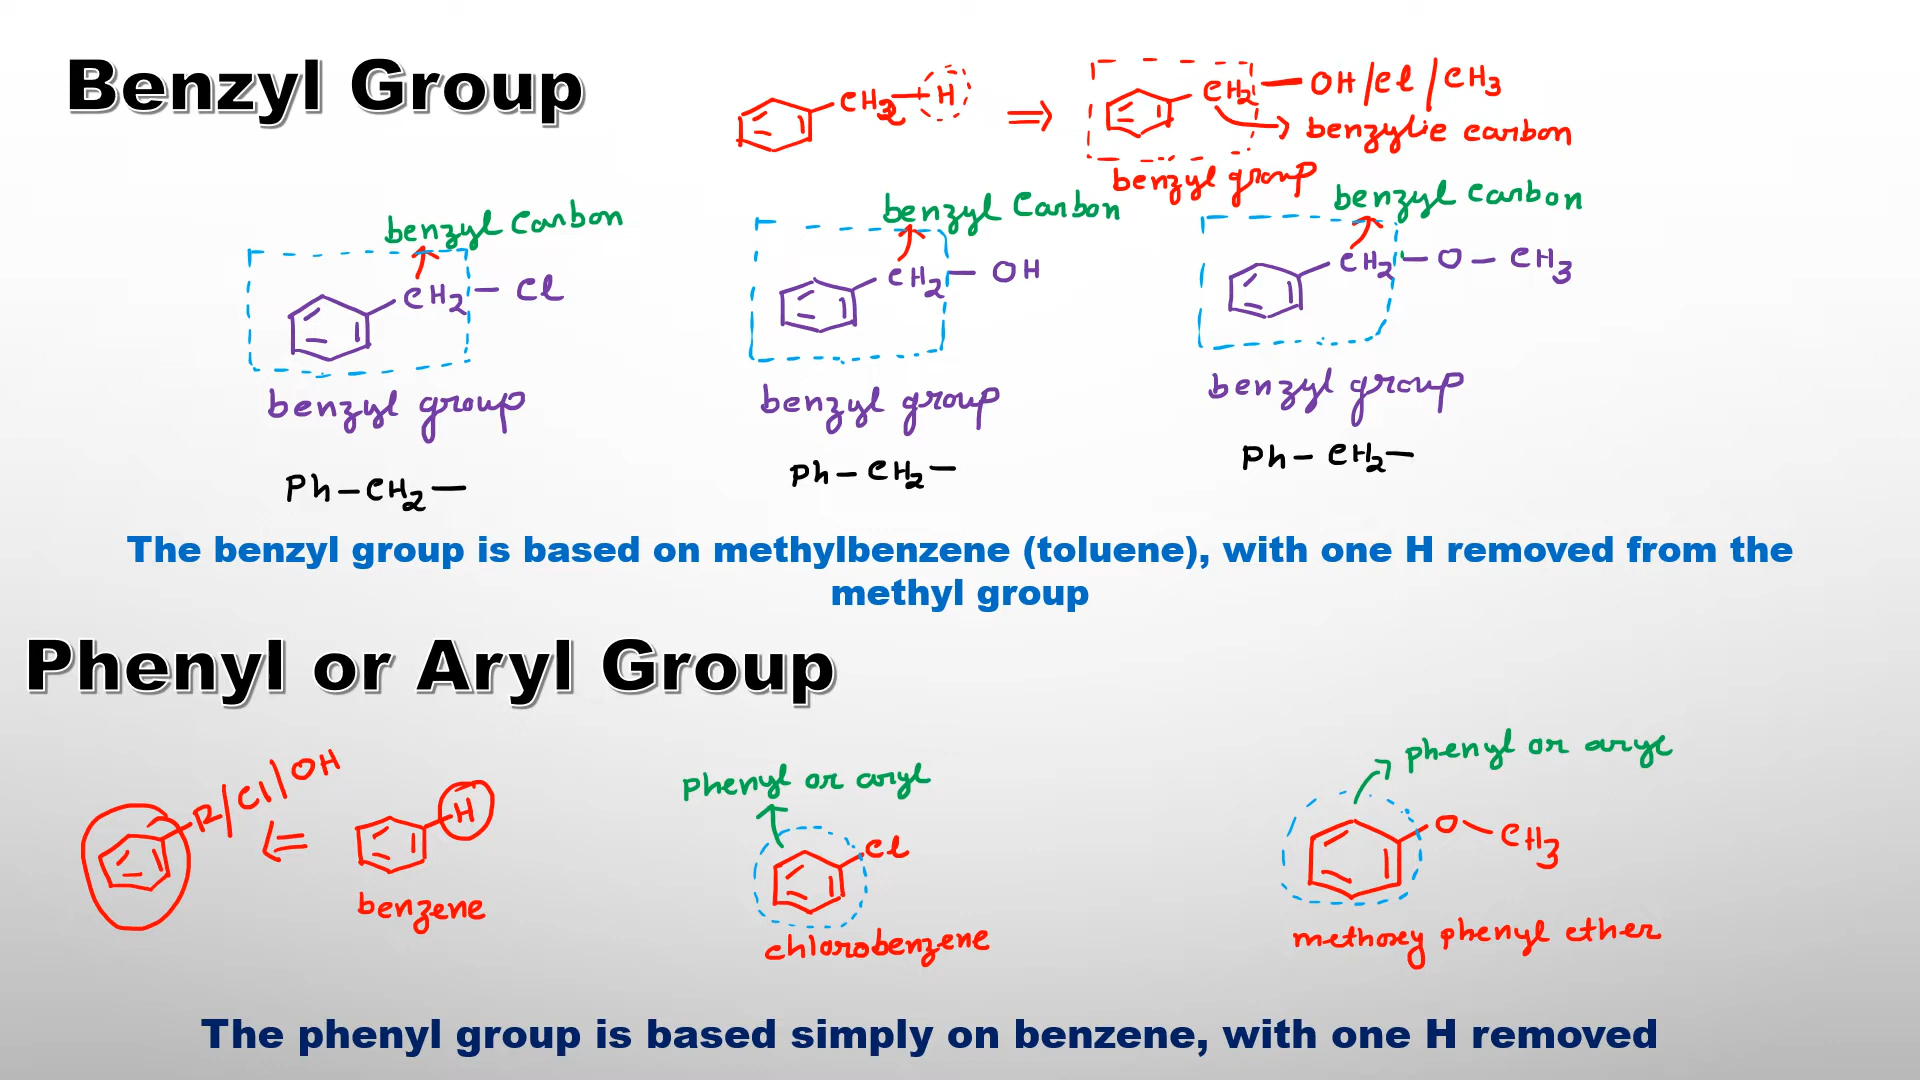 Benzyl Group
CH3 2 — H ⇒ CH2 — OH/Cl/CH3
benzylic carbon
benzyl group
benzyl Carbon
benzyl Carbon
benzyl carbon
CH2 — Cl
CH2 — OH
CH2 — O — CH3
benzyl group
benzyl group
benzyl group
Ph—CH2—
Ph—CH2—
Ph—CH2—
The benzyl group is based on methylbenzene (toluene), with one H removed from the
methyl group
Phenyl or Aryl Group
R/Cl/OH
⇐
H
benzene
Phenyl or aryl
Cl
chlorobenzene
phenyl or aryl
O — CH3
methoxy phenyl ether
The phenyl group is based simply on benzene, with one H removed